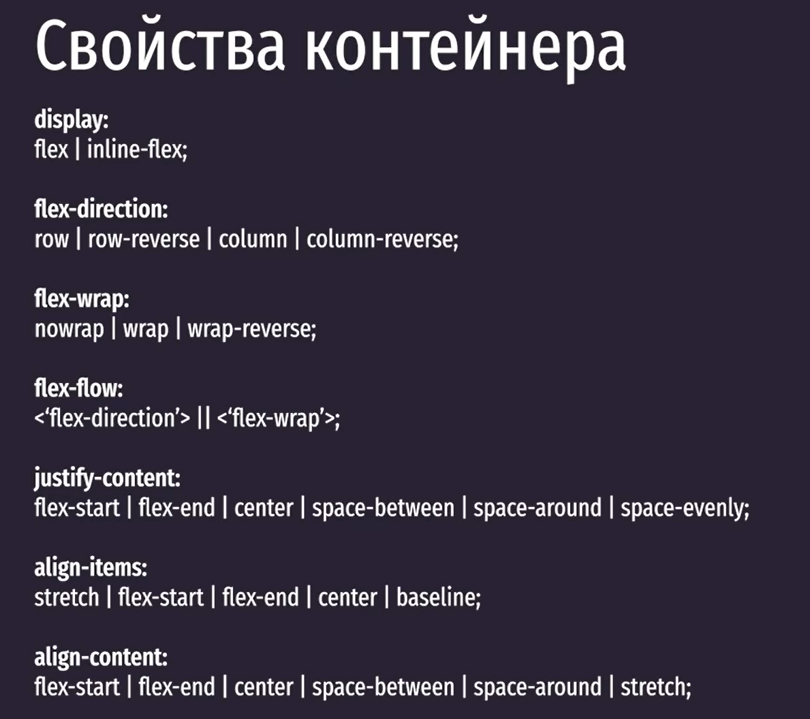 Свойства контейнера
display:
flex | inline-flex;
flex-direction:
row | row-reverse | column | column-reverse;
flex-wrap:
nowrap | wrap | wrap-reverse;
flex-flow:
<‘flex-direction’> || <‘flex-wrap’>;
justify-content:
flex-start | flex-end | center | space-between | space-around | space-evenly;
align-items:
stretch | flex-start | flex-end | center | baseline;
align-content:
flex-start | flex-end | center | space-between | space-around | stretch;